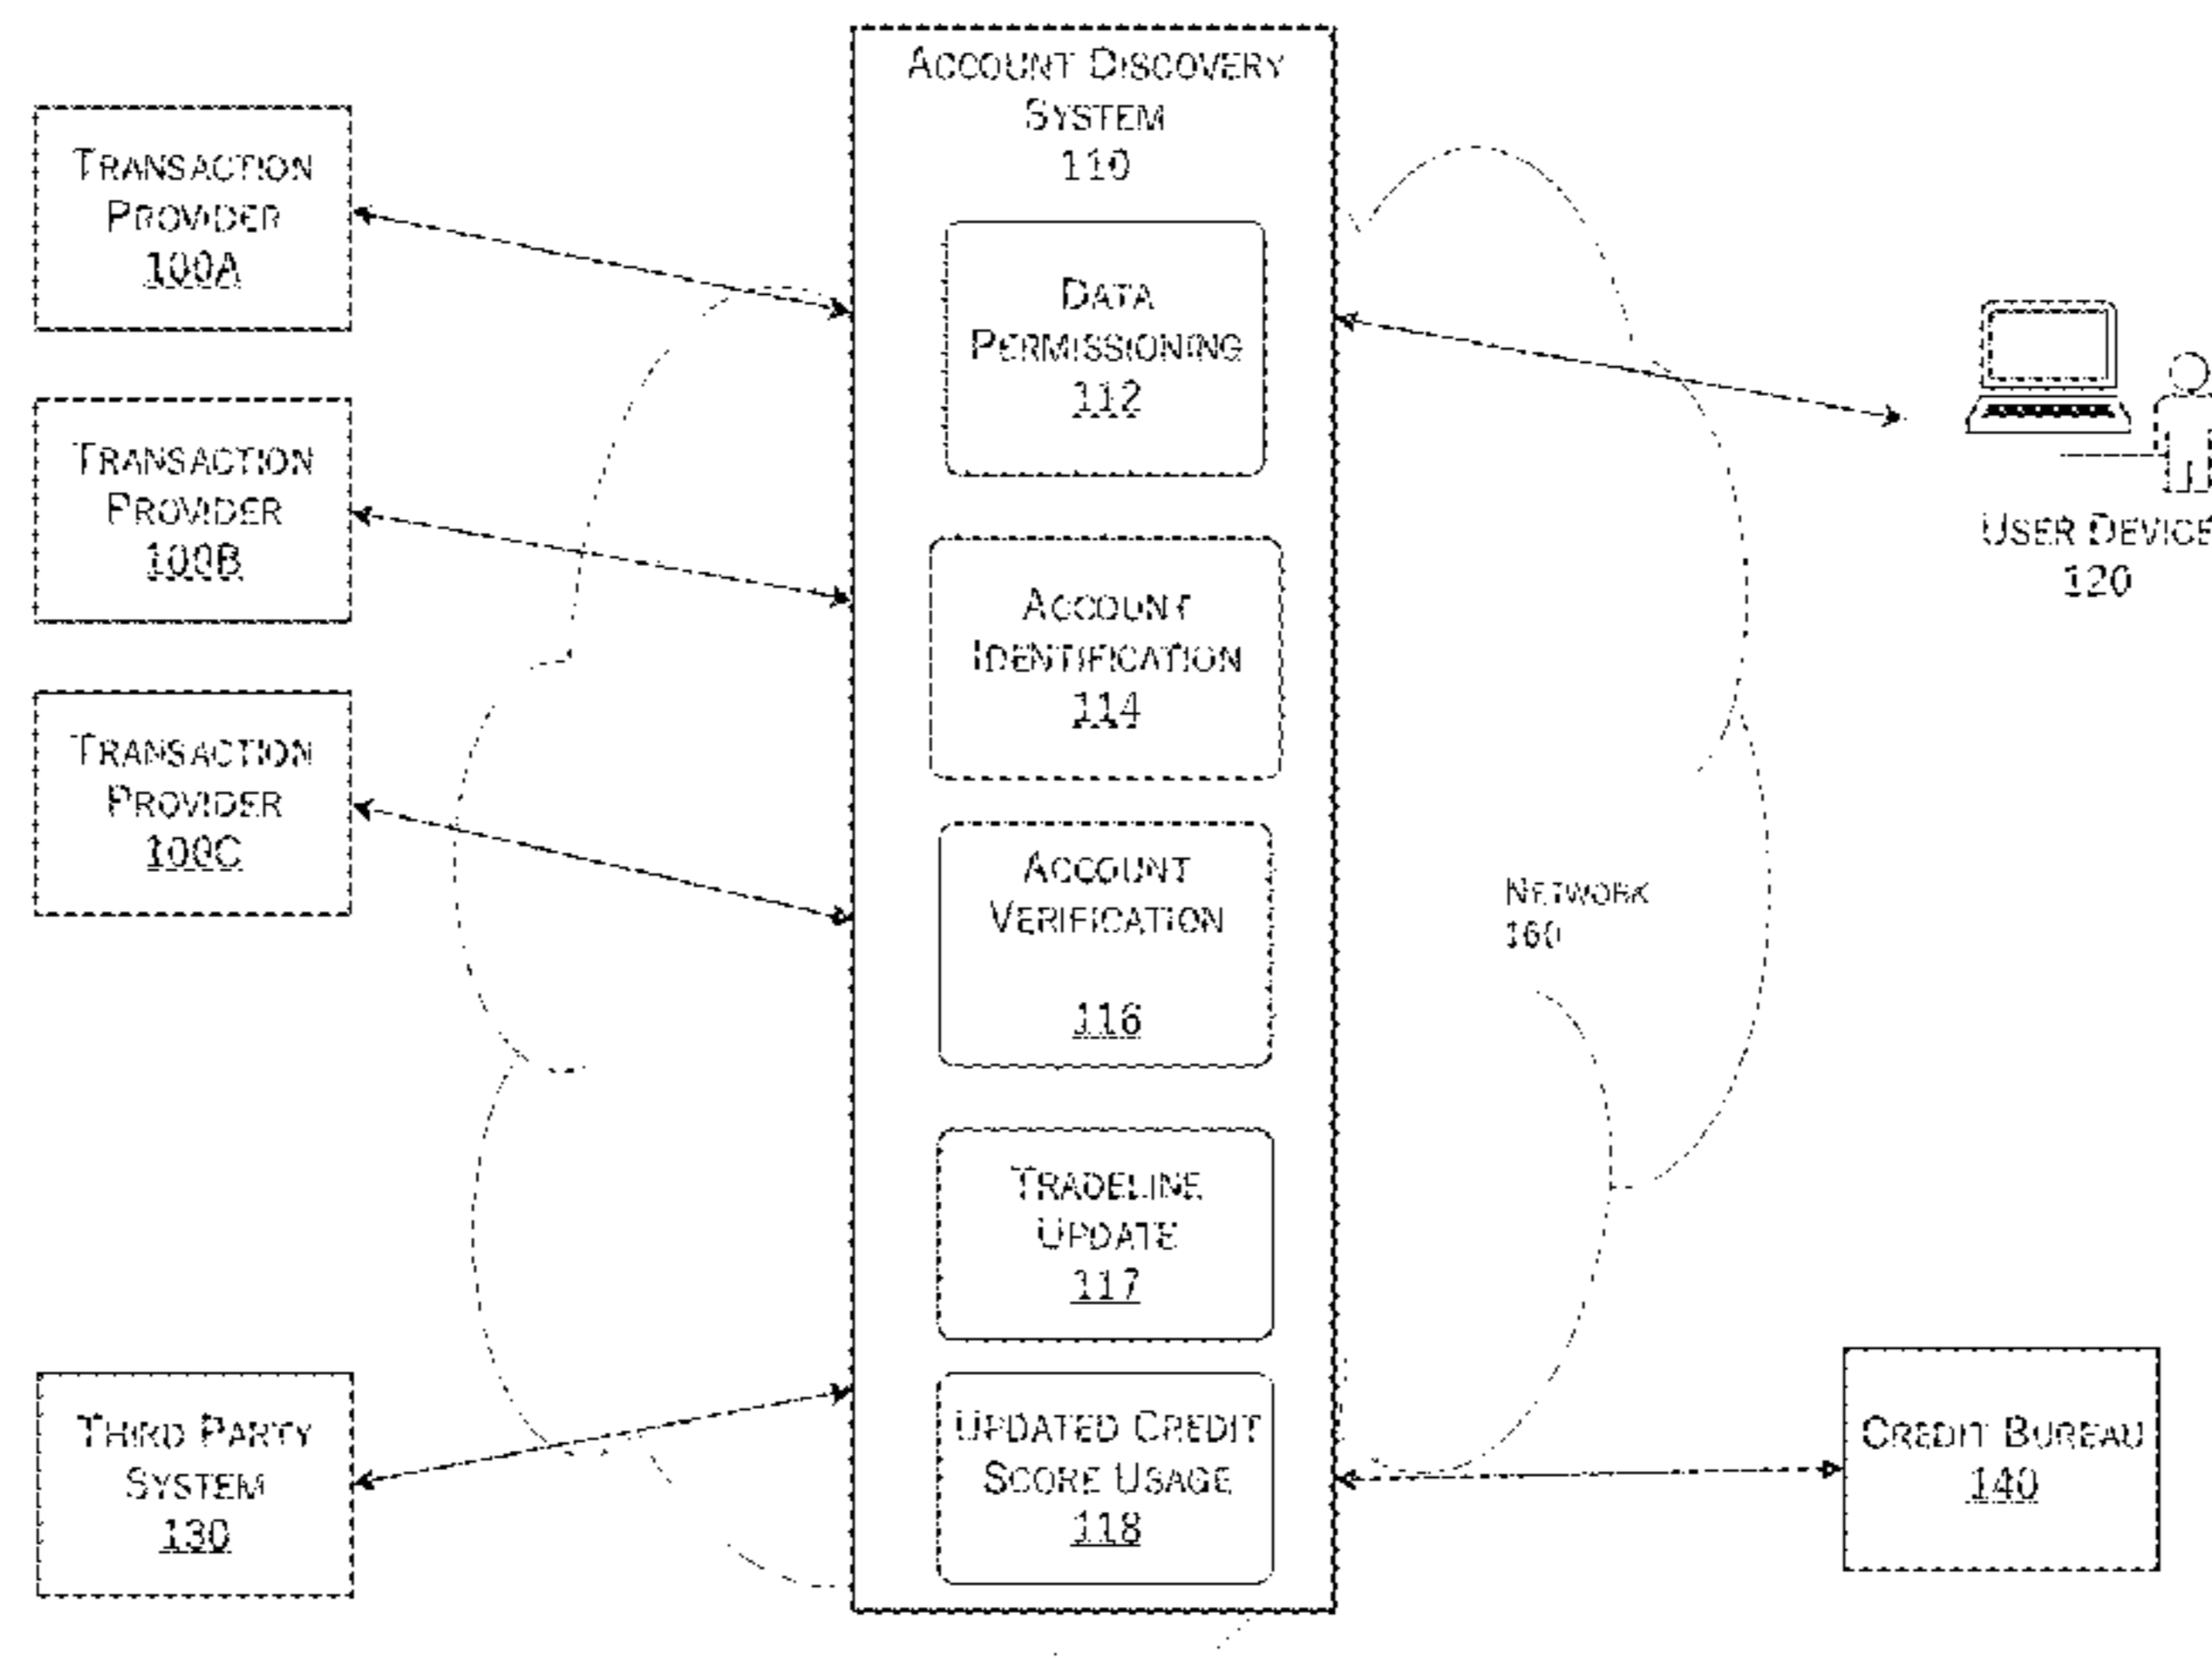 ACCOUNT DISCOVERY
SYSTEM
110
TRANSACTION
PROVIDER
100A
TRANSACTION
PROVIDER
100B
TRANSACTION
PROVIDER
100C
THIRD PARTY
SYSTEM
130
DATA
PERMISSIONING
112
ACCOUNT
IDENTIFICATION
114
ACCOUNT
VERIFICATION
116
TRADELINE
UPDATE
117
UPDATED CREDIT
SCORE USAGE
118
USER DEVICE
120
NETWORK
160
CREDIT BUREAU
140